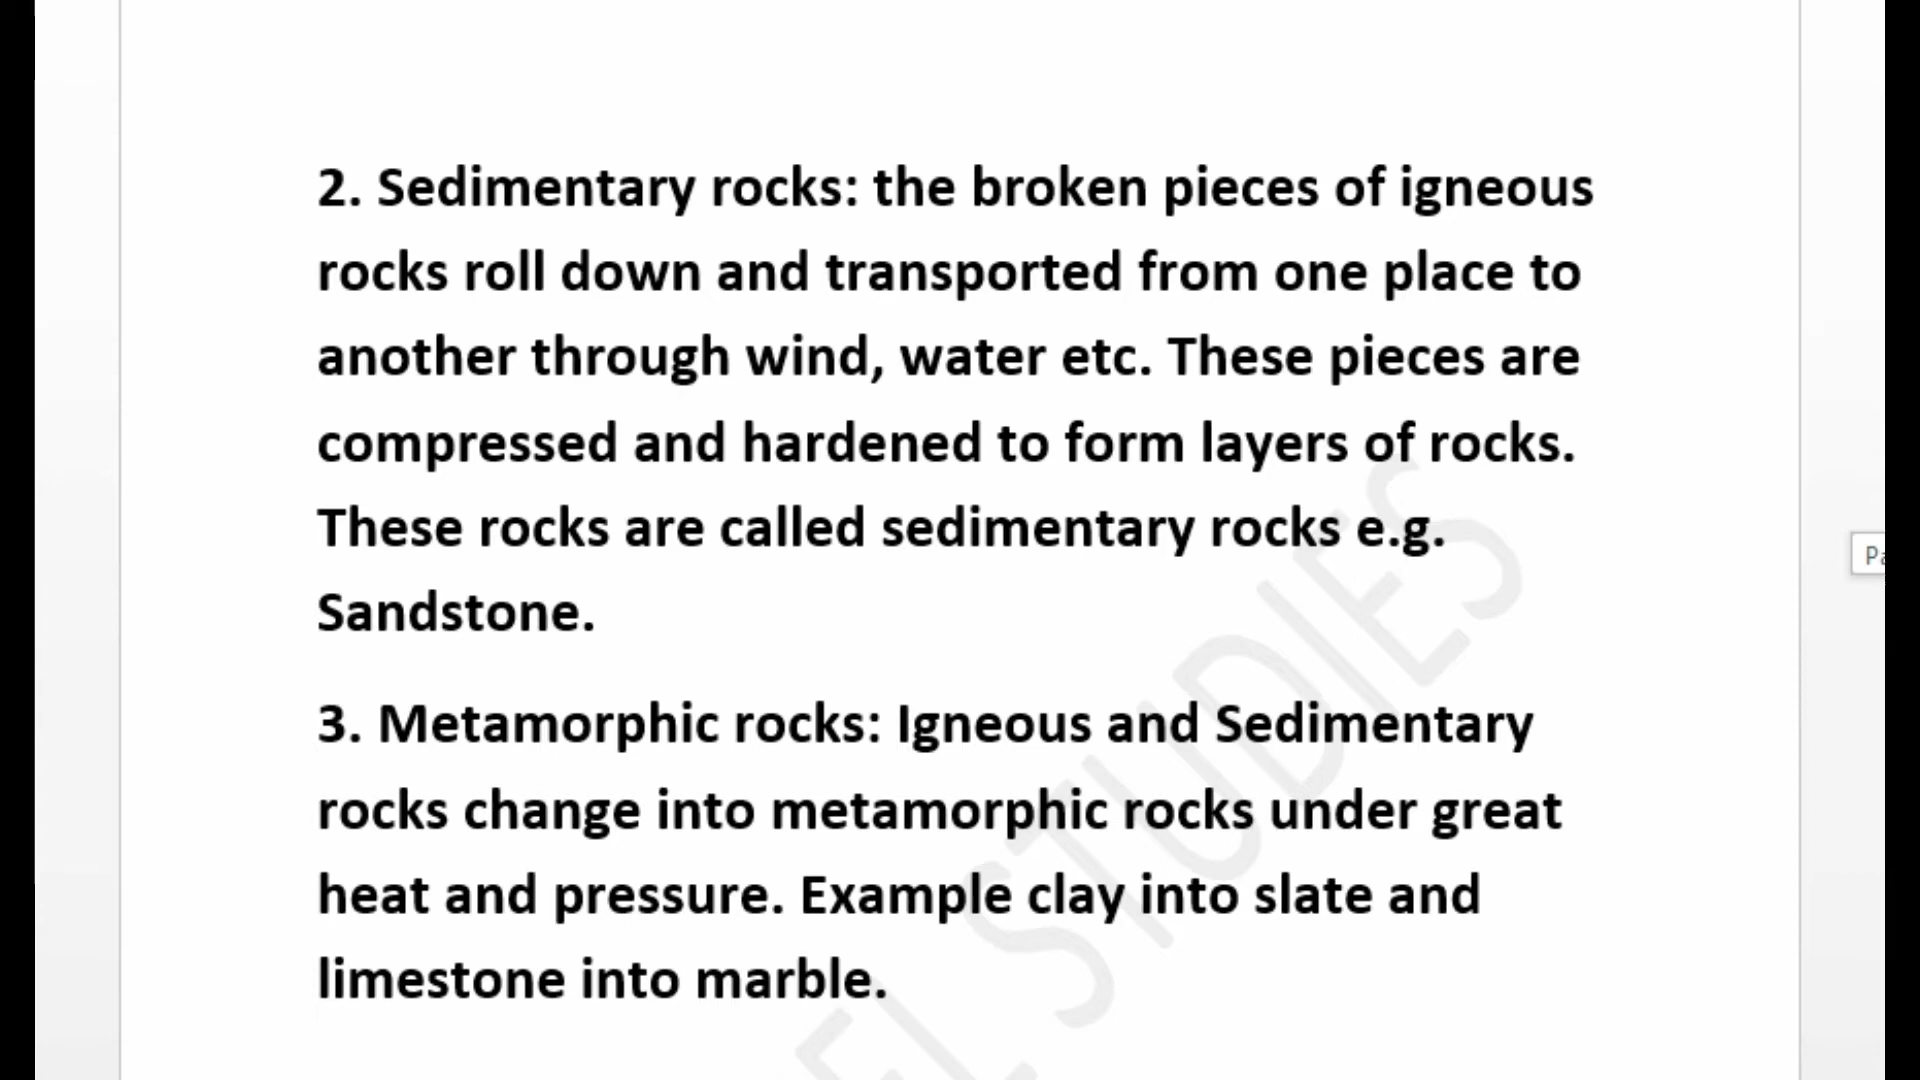 2. Sedimentary rocks: the broken pieces of igneous
rocks roll down and transported from one place to
another through wind, water etc. These pieces are
compressed and hardened to form layers of rocks.
These rocks are called sedimentary rocks e.g.
Sandstone.
3. Metamorphic rocks: Igneous and Sedimentary
rocks change into metamorphic rocks under great
heat and pressure. Example clay into slate and
limestone into marble.
STUDIES